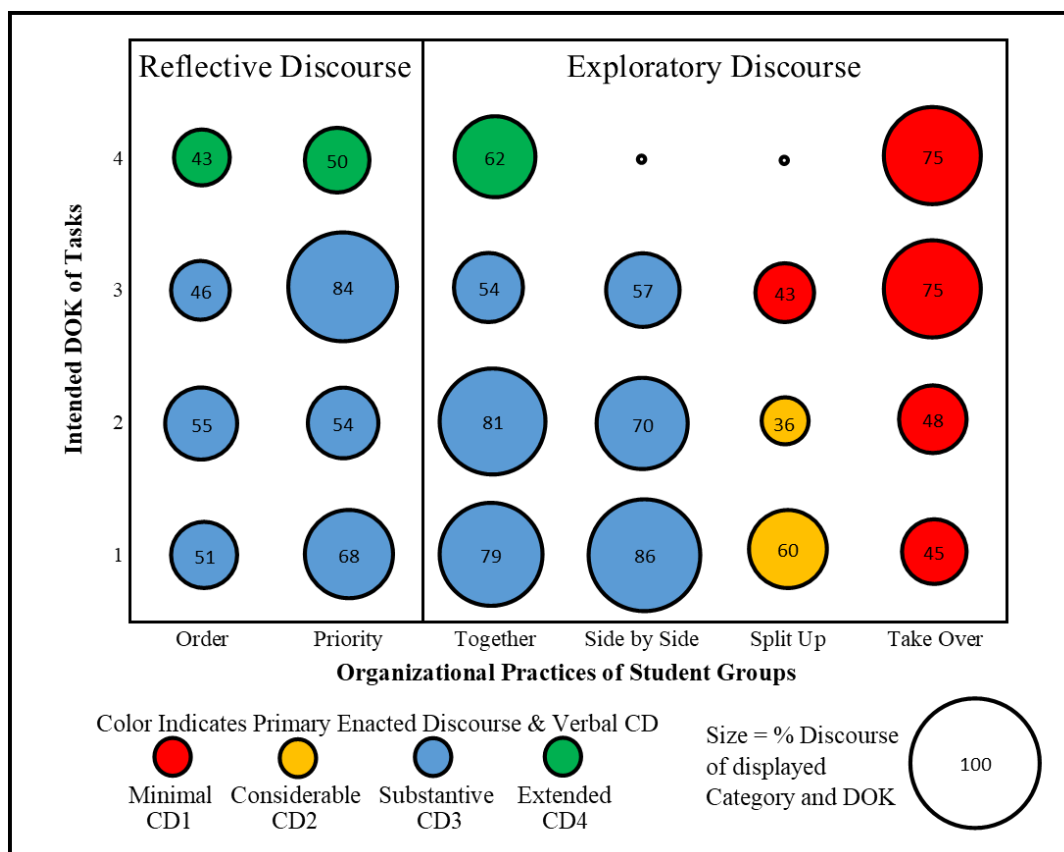 Reflective Discourse
Exploratory Discourse
Intended DOK of Tasks
4
43
50
62
75
3
46
84
54
57
43
75
2
55
54
81
70
36
48
1
51
68
79
86
60
45
Order
Priority
Together
Side by Side
Split Up
Take Over
Organizational Practices of Student Groups
Color Indicates Primary Enacted Discourse & Verbal CD
Minimal
CD1
Considerable
CD2
Substantive
CD3
Extended
CD4
Size = % Discourse
of displayed
Category and DOK
100